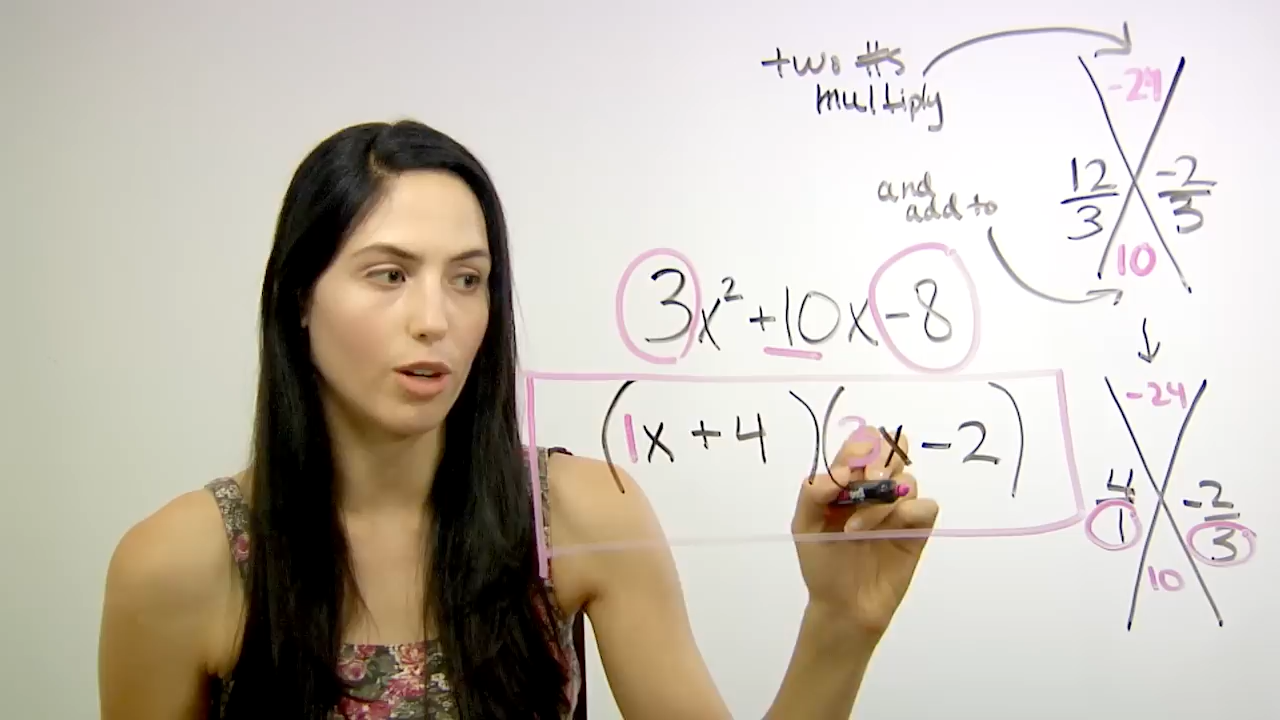 two #s
multiply
-24
12/3 -2/3
10
and
add to
3x² +10x -8
(1x + 4)(3x - 2)
-24
4/1 -2/3
10